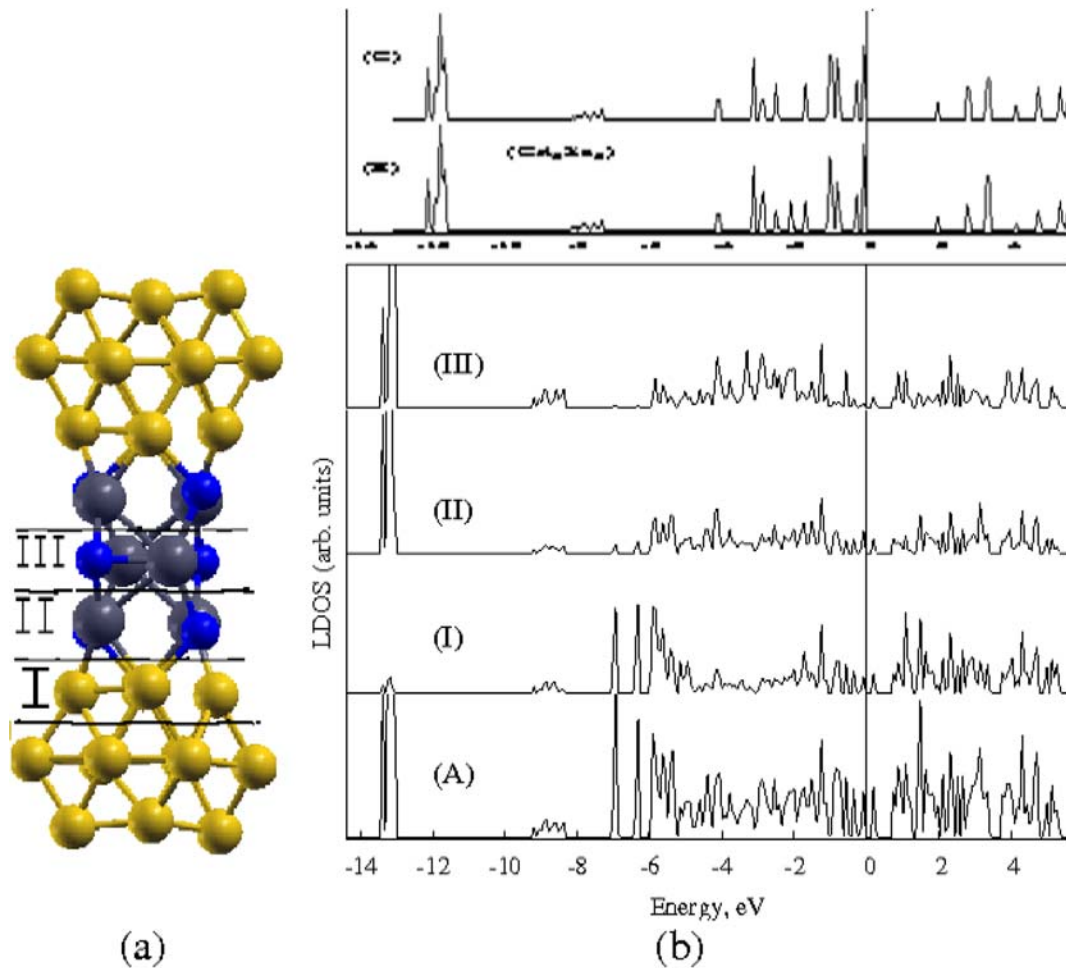 III
II
I
(a)
(III)
(II)
(I)
(A)
LDOS (arb. units)
-14 -12 -10 -8 -6 -4 -2 0 2 4
Energy, eV
(b)